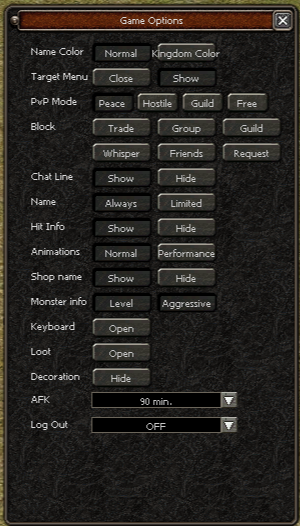 Game Options
Name Color Normal Kingdom Color
Target Menu Close Show
PvP Mode Peace Hostile Guild Free
Block Trade Group Guild
Whisper Friends Request
Chat Line Show Hide
Name Always Limited
Hit Info Show Hide
Animations Normal Performance
Shop name Show Hide
Monster info Level Aggressive
Keyboard Open
Loot Open
Decoration Hide
AFK 90 min.
Log Out OFF